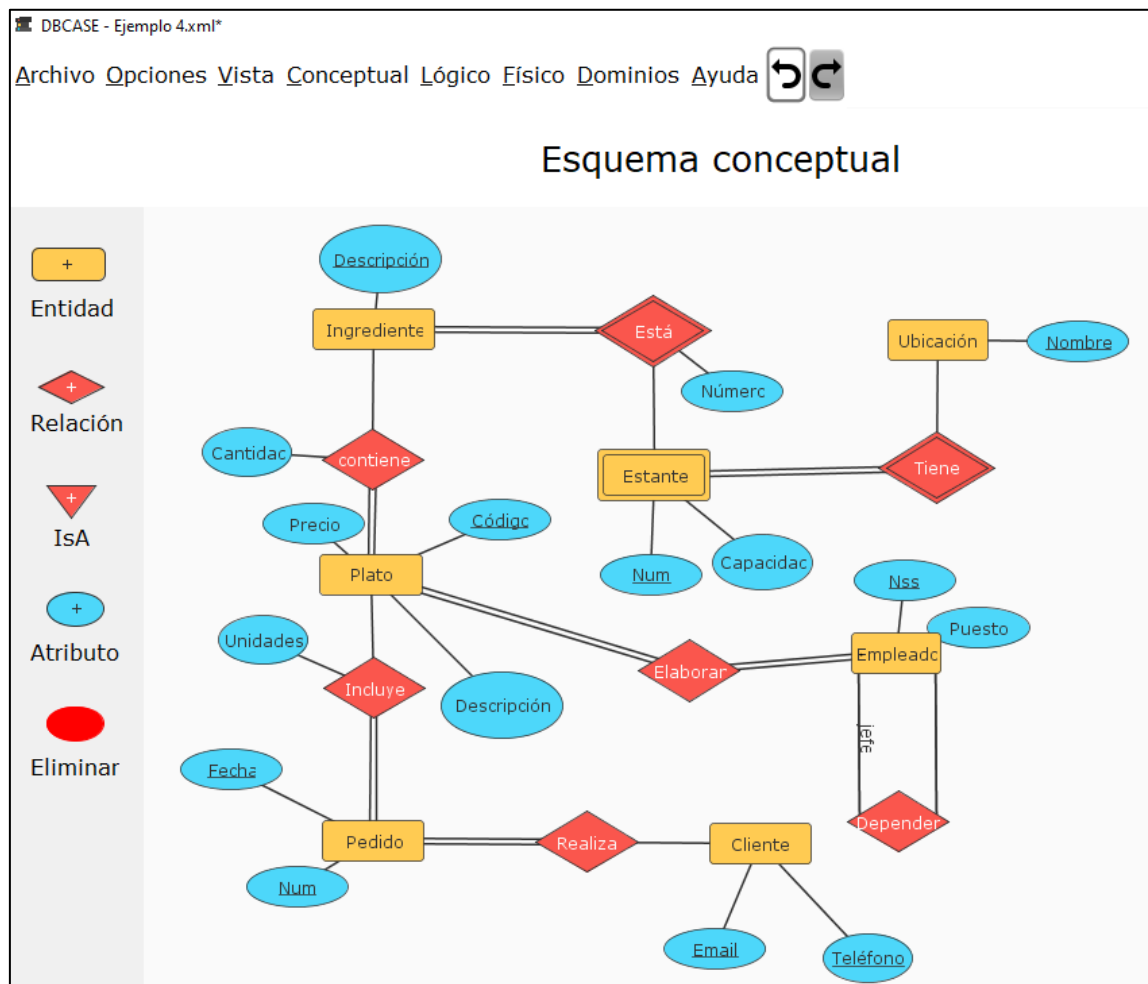 DBCASE - Ejemplo 4.xml*
Archivo Opciones Vista Conceptual Lógico Físico Dominios Ayuda
Esquema conceptual
+
Entidad
+
Relación
+
IsA
+
Atributo
Eliminar
Descripción
Ingrediente
Está
Ubicación
Nombre
Númerc
Cantidac
contiene
Estante
Tiene
Precio
Códigc
Plato
Num
Capacidac
Nss
Puesto
Unidades
Elaborar
Empleadc
Incluye
Descripción
jefe
Fecha
Depender
Pedido
Realiza
Cliente
Num
Email
Teléfono